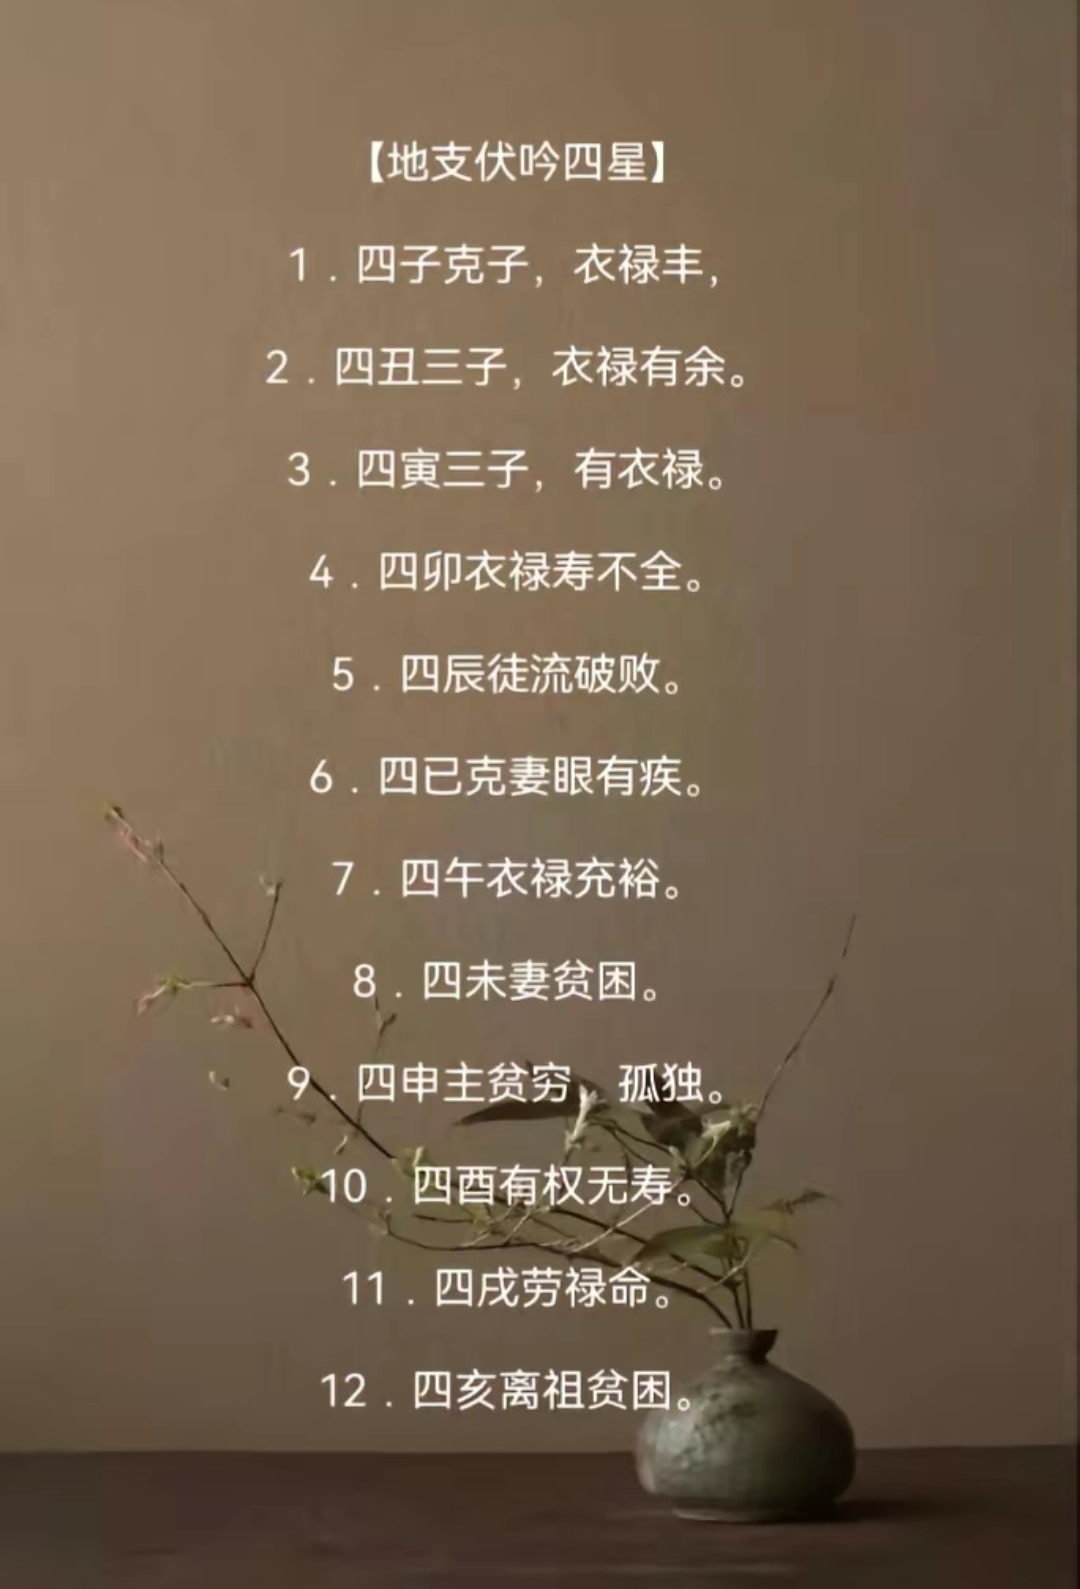 【地支伏吟四星】
1．四子克子，衣禄丰，
2．四丑三子，衣禄有余。
3．四寅三子，有衣禄。
4．四卯衣禄寿不全。
5．四辰徒流破败。
6．四已克妻眼有疾。
7．四午衣禄充裕。
8．四未妻贫困。
9．四申主贫穷，孤独。
10．四酉有权无寿。
11．四戌劳禄命。
12．四亥离祖贫困。